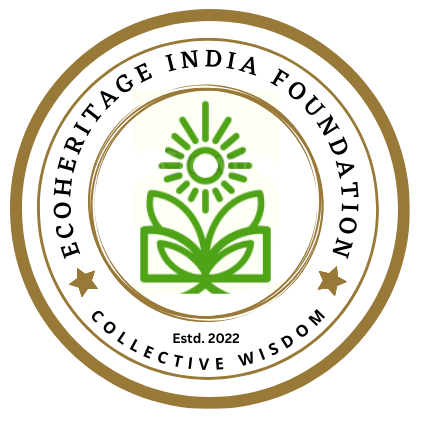 ECOHERITAGE INDIA FOUNDATION
Estd. 2022
COLLECTIVE WISDOM